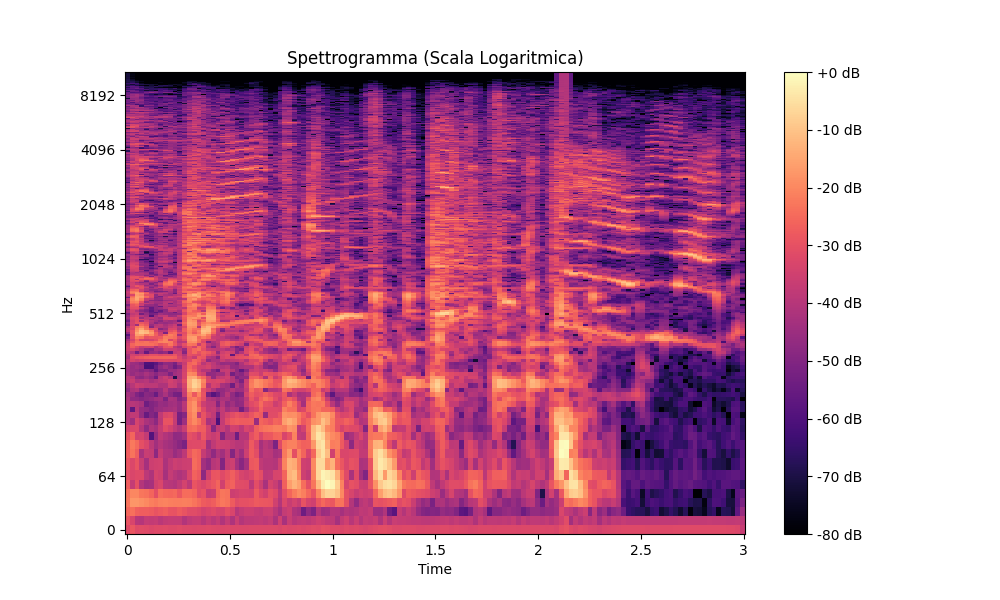 Spettrogramma (Scala Logaritmica)
8192
4096
2048
1024
512
256
128
64
0
Hz
0
0.5
1
1.5
2
2.5
3
Time
+0 dB
-10 dB
-20 dB
-30 dB
-40 dB
-50 dB
-60 dB
-70 dB
-80 dB